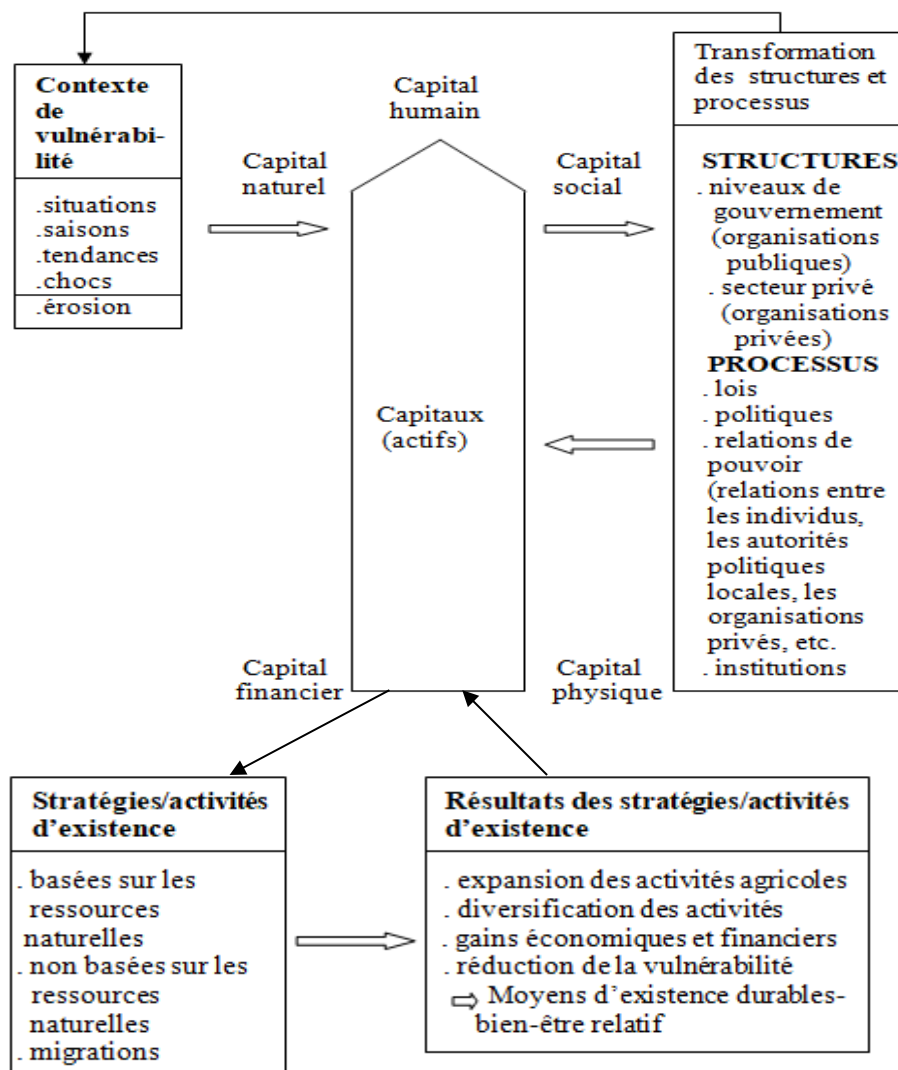 Contexte
de
vulnérabi-
lité
.situations
.saisons
.tendances
.chocs
.érosion
Capital
humain
Capital
naturel
Capital
social
Capitaux
(actifs)
Capital
financier
Capital
physique
Transformation
des structures et
processus
STRUCTURES
. niveaux de
gouvernement
(organisations
publiques)
. secteur privé
(organisations
privées)
PROCESSUS
. lois
. politiques
. relations de
pouvoir
(relations entre
les individus,
les autorités
politiques
locales, les
organisations
privés, etc.
. institutions
Stratégies/activités
d’existence
. basées sur les
ressources
naturelles
. non basées sur les
ressources
naturelles
. migrations
Résultats des stratégies/activités
d’existence
. expansion des activités agricoles
. diversification des activités
. gains économiques et financiers
. réduction de la vulnérabilité
⇨ Moyens d’existence durables-
bien-être relatif